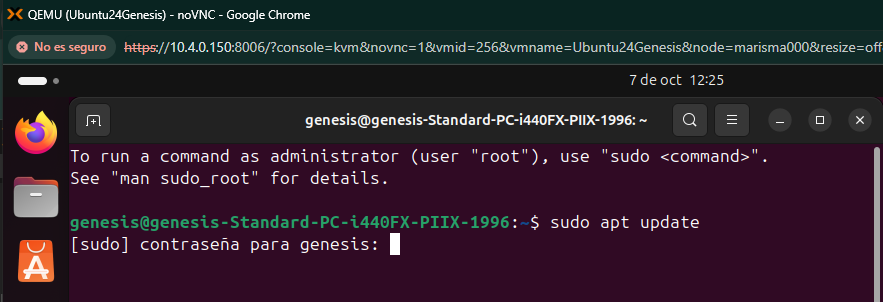 QEMU (Ubuntu24Genesis) - noVNC - Google Chrome
No es seguro https://10.4.0.150:8006/?console=kvm&novnc=1&vmid=256&vmname=Ubuntu24Genesis&node=marisma000&resize=off
7 de oct 12:25
genesis@genesis-Standard-PC-i440FX-PIIX-1996: ~
To run a command as administrator (user "root"), use "sudo <command>".
See "man sudo_root" for details.
genesis@genesis-Standard-PC-i440FX-PIIX-1996:~$ sudo apt update
[sudo] contraseña para genesis: